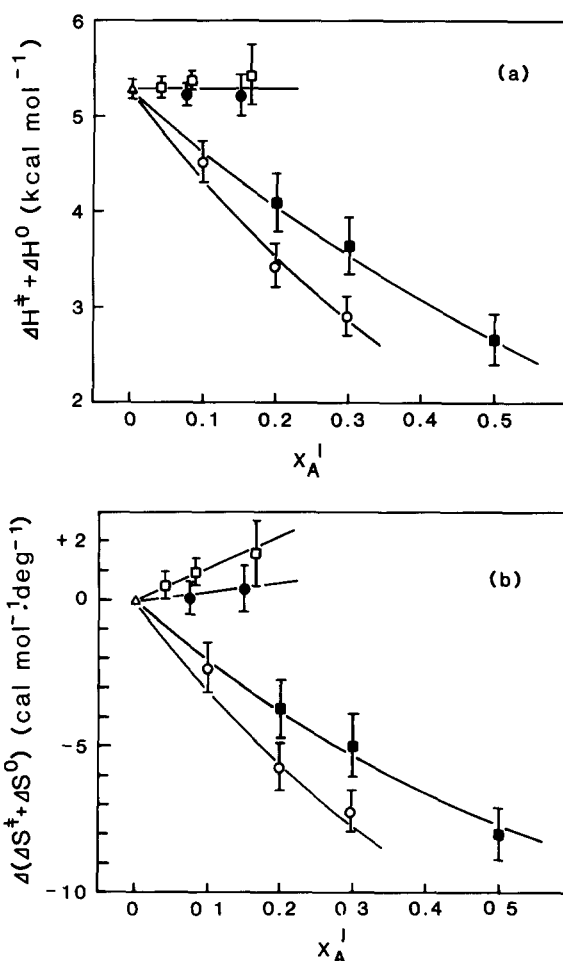 (a)
ΔH‡ + ΔH⁰ (kcal mol⁻¹)
6
5
4
3
2
0 0.1 0.2 0.3 0.4 0.5
X_A^I
(b)
Δ(ΔS‡ + ΔS⁰) (cal mol⁻¹·deg⁻¹)
+2
0
-5
-10
0 0 1 0 2 0 3 0 4 0 5
X_A^I